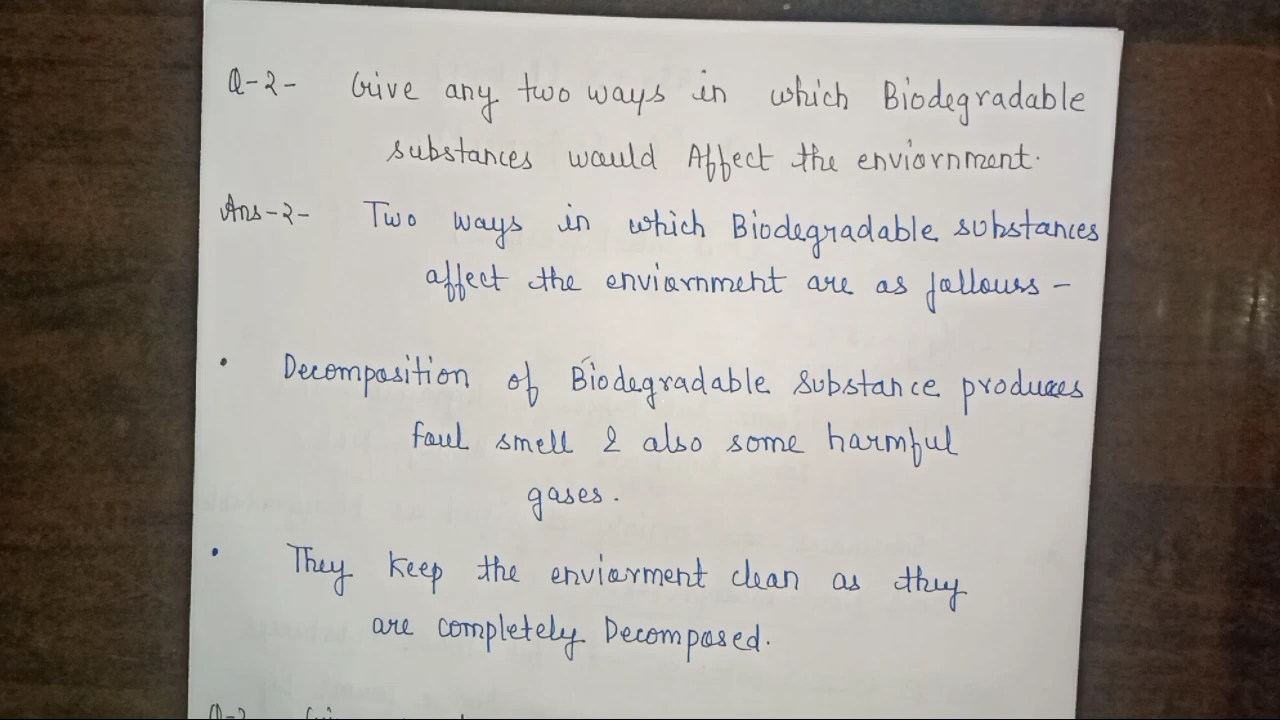 Q-2- Give any two ways in which Biodegradable
substances would Affect the enviornment.
Ans-2- Two ways in which Biodegradable substances
affect the enviornment are as follows -
• Decomposition of Biodegradable substance produces
foul smell & also some harmful
gases.
• They keep the enviorment clean as they
are completely Decomposed.